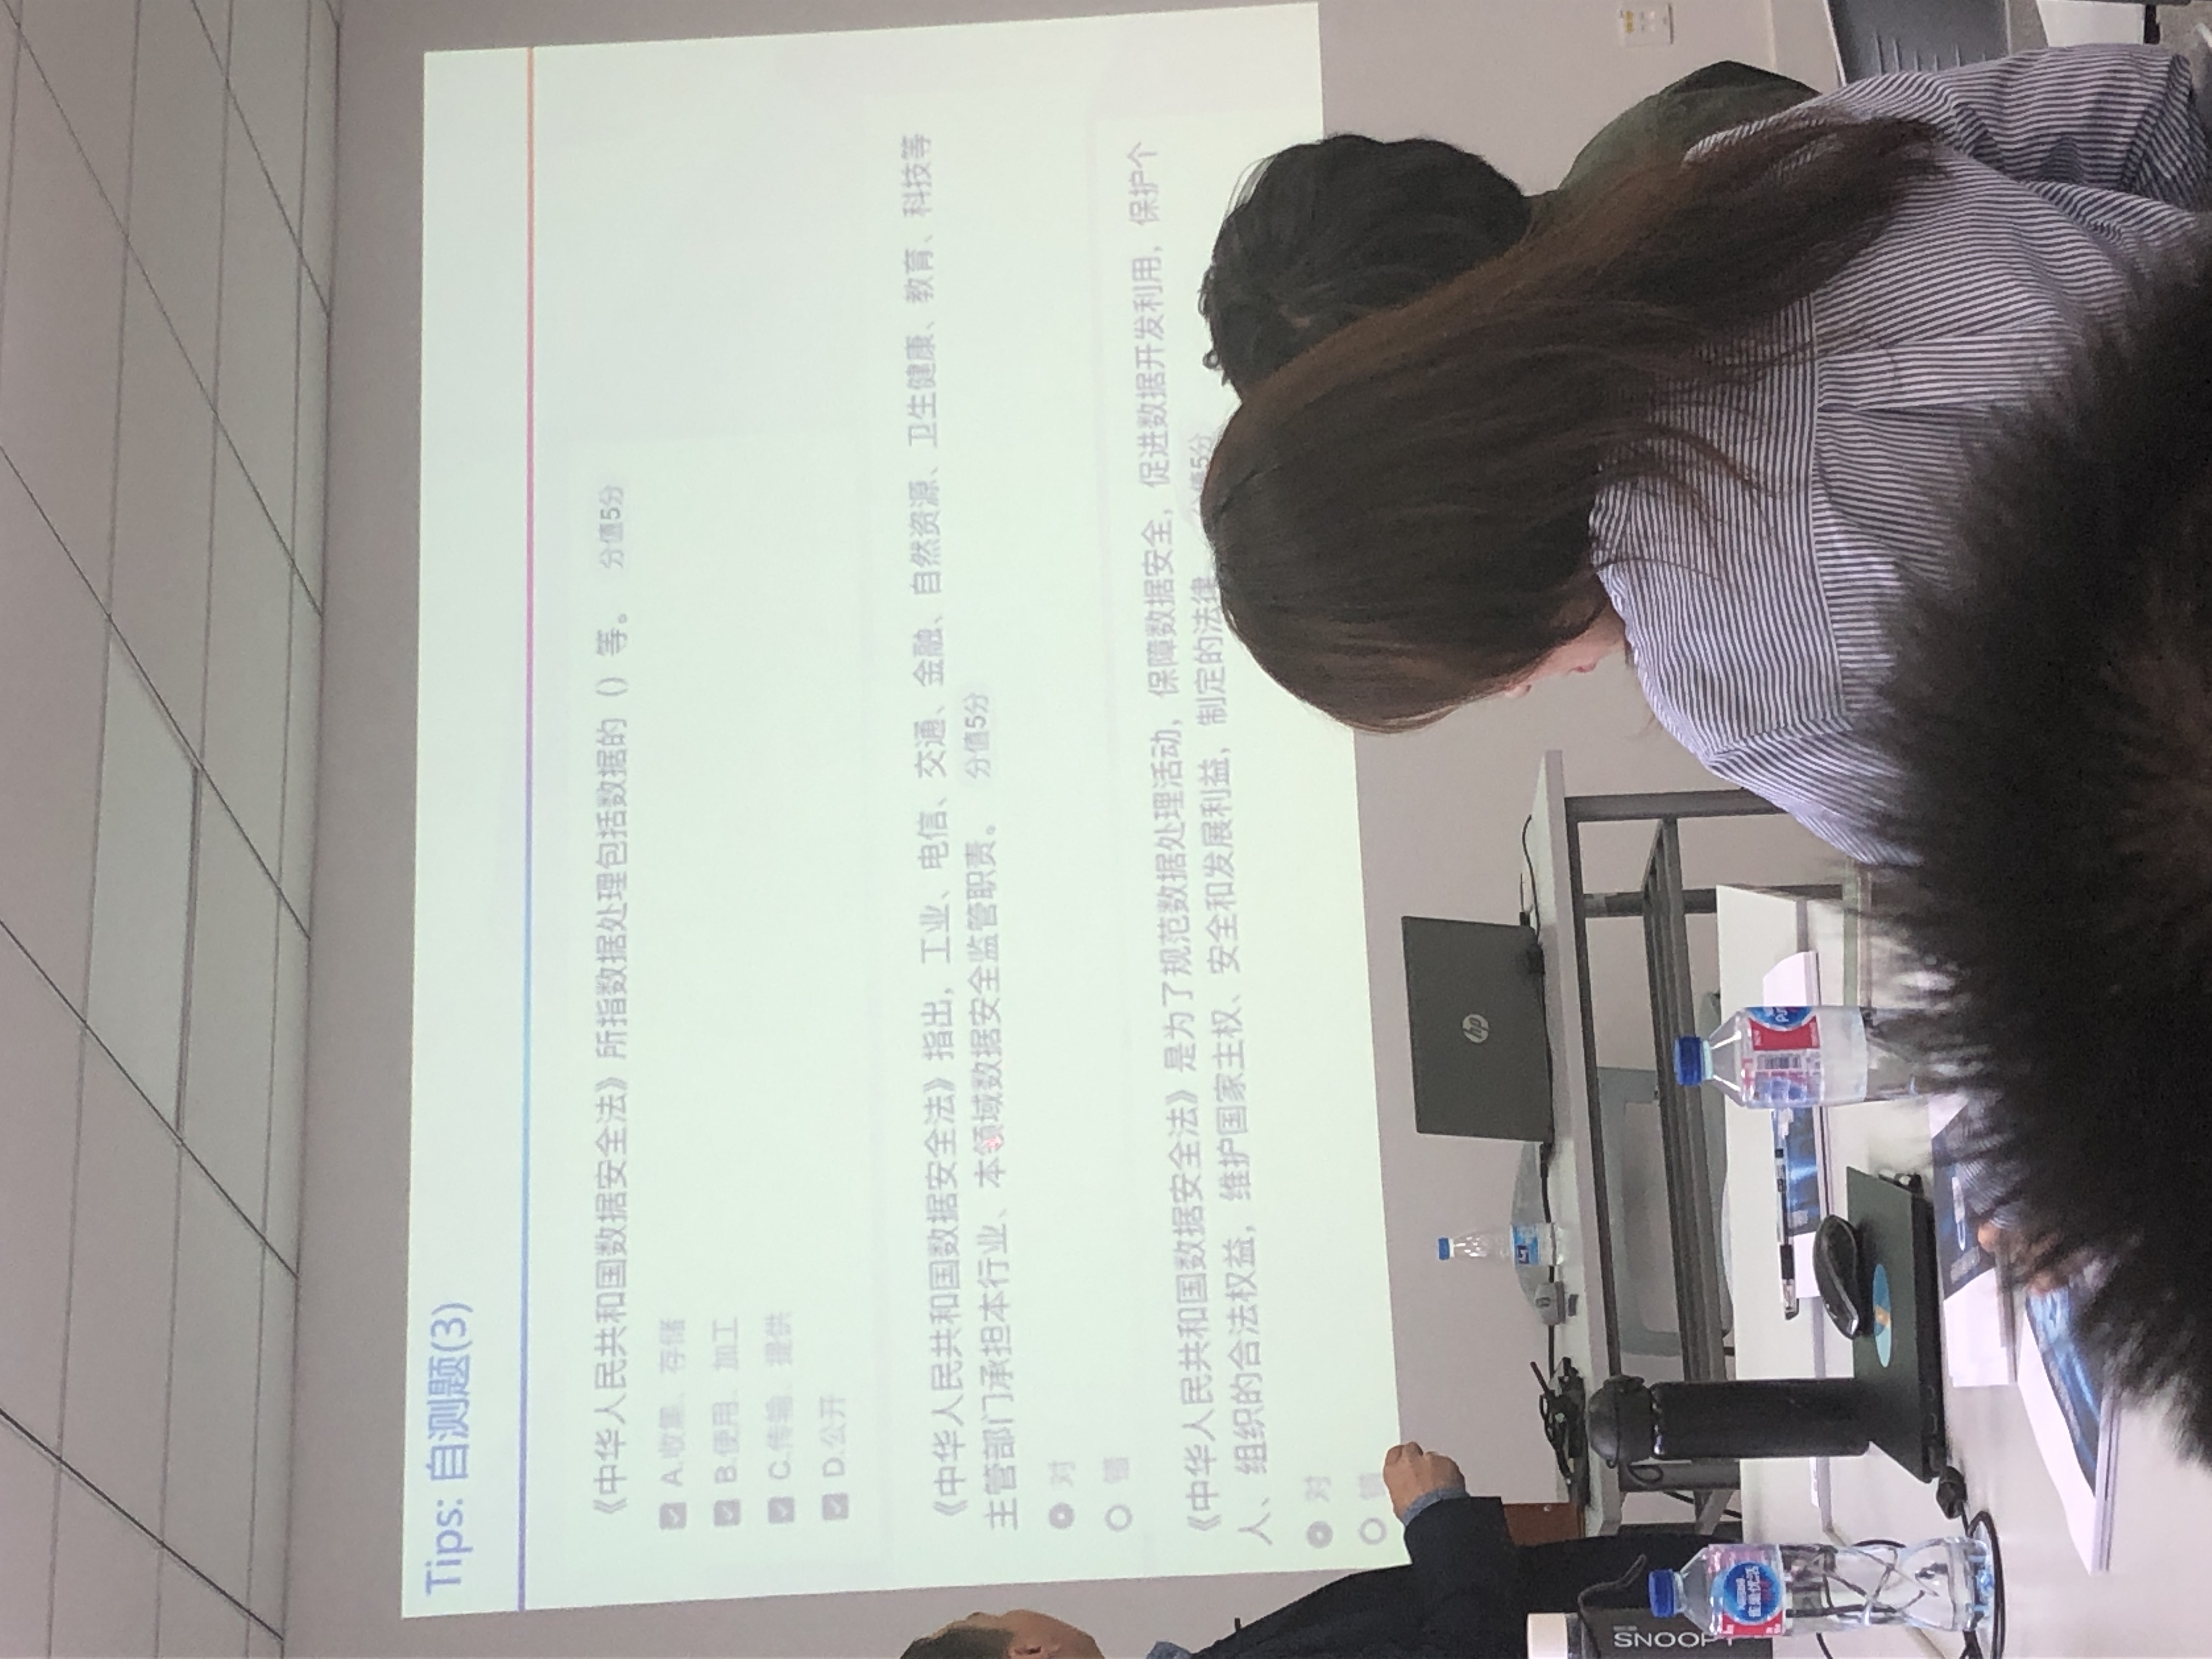 Tips: 自测题(3)
《中华人民共和国数据安全法》所指数据处理包括数据的（）等。 分值5分
A.收集、存储
B.使用、加工
C.传输、提供
D.公开
《中华人民共和国数据安全法》指出，工业、电信、交通、金融、自然资源、卫生健康、教育、科技等
主管部门承担本行业、本领域数据安全监管职责。 分值5分
对
错
《中华人民共和国数据安全法》是为了规范数据处理活动，保障数据安全，促进数据开发利用，保护个
人、组织的合法权益，维护国家主权、安全和发展利益，制定的法律 分值5分
对
错
hp
SNOOPY
Nestlé
雀巢优活